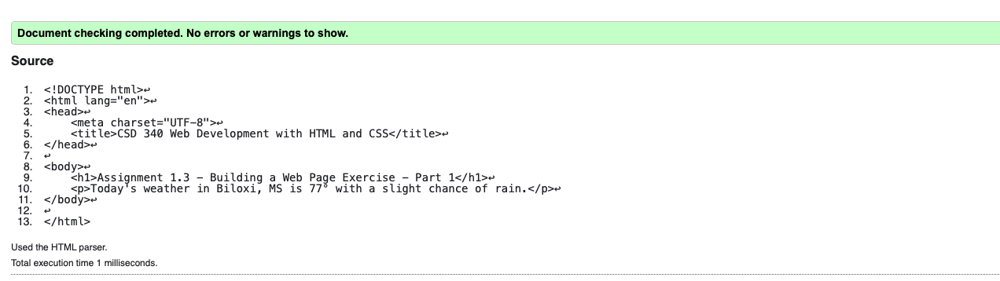 Document checking completed. No errors or warnings to show.
Source
1. <!DOCTYPE html>↩
2. <html lang="en">↩
3. <head>↩
4.     <meta charset="UTF-8">↩
5.     <title>CSD 340 Web Development with HTML and CSS</title>↩
6. </head>↩
7. ↩
8. <body>↩
9.     <h1>Assignment 1.3 – Building a Web Page Exercise – Part 1</h1>↩
10.     <p>Today's weather in Biloxi, MS is 77° with a slight chance of rain.</p>↩
11. </body>↩
12. ↩
13. </html>
Used the HTML parser.
Total execution time 1 milliseconds.